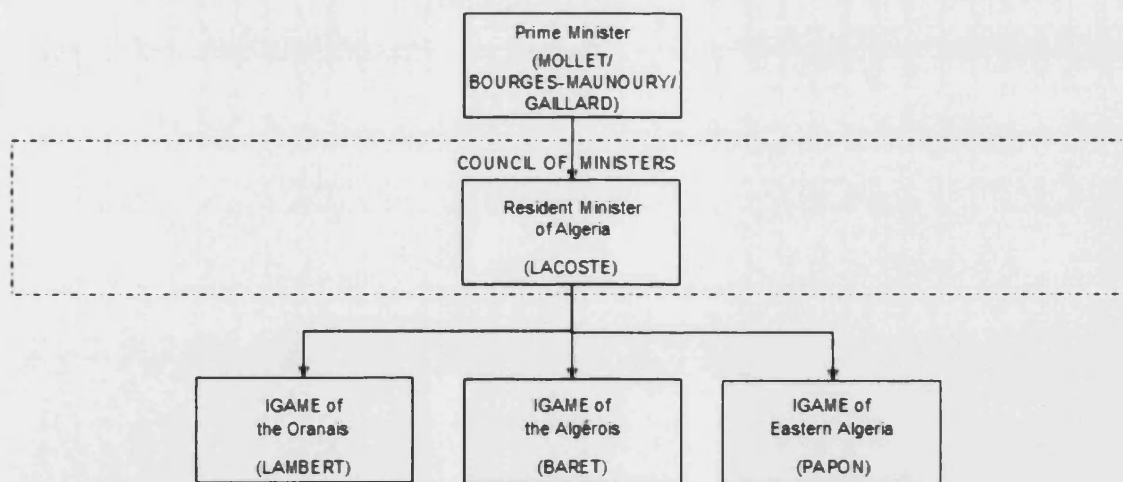 Prime Minister
(MOLLET/
BOURGES-MAUNOURY/
GAILLARD)
COUNCIL OF MINISTERS
Resident Minister
of Algeria
(LACOSTE)
IGAME of
the Oranais
(LAMBERT)
IGAME of
the Algérois
(BARET)
IGAME of
Eastern Algeria
(PAPON)